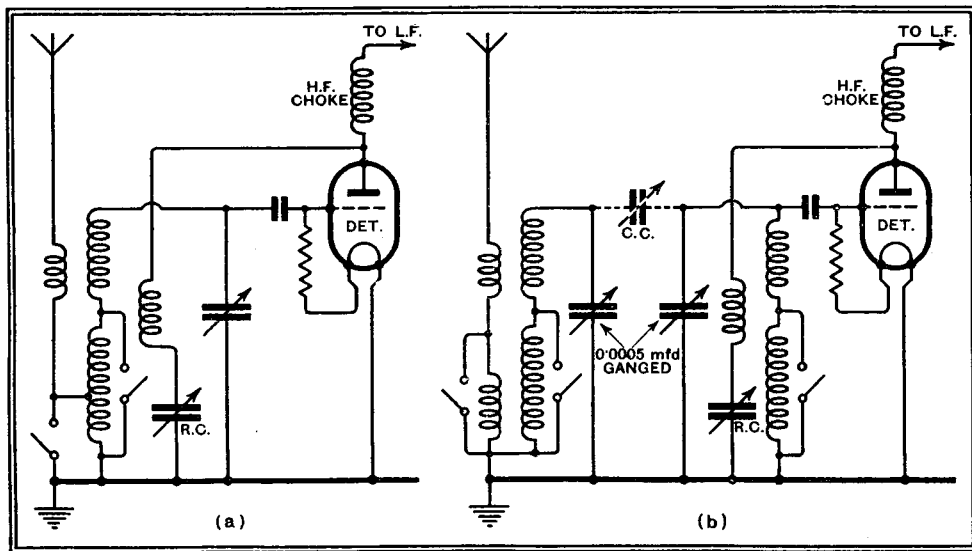 TO L.F.
H.F.
CHOKE
DET.
R.C.
(a)
TO L.F.
H.F.
CHOKE
C.C.
DET.
0.0005 mfd
GANGED
R.C.
(b)